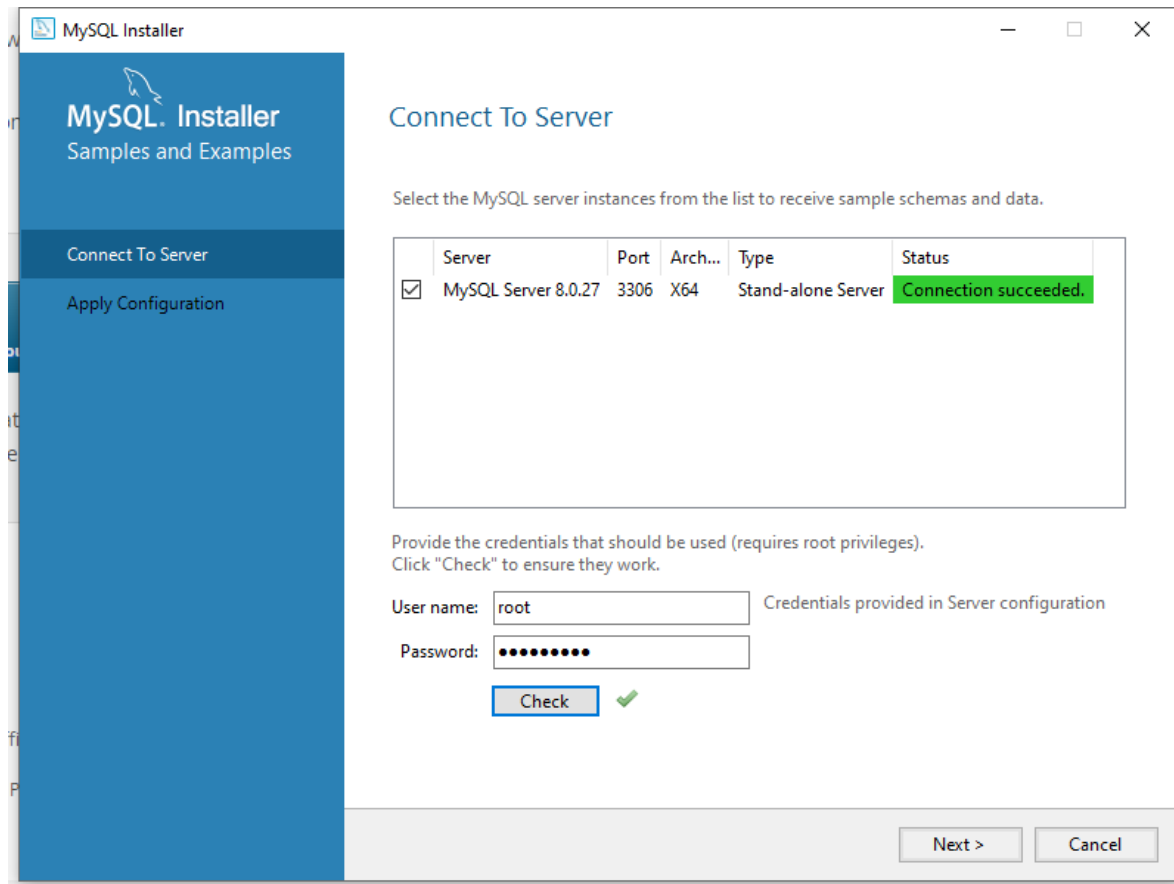 MySQL Installer
MySQL. Installer
Samples and Examples
Connect To Server
Apply Configuration
Connect To Server
Select the MySQL server instances from the list to receive sample schemas and data.
Server Port Arch... Type Status
MySQL Server 8.0.27 3306 X64 Stand-alone Server Connection succeeded.
Provide the credentials that should be used (requires root privileges).
Click "Check" to ensure they work.
User name: root Credentials provided in Server configuration
Password: •••••••••
Check
Next > Cancel